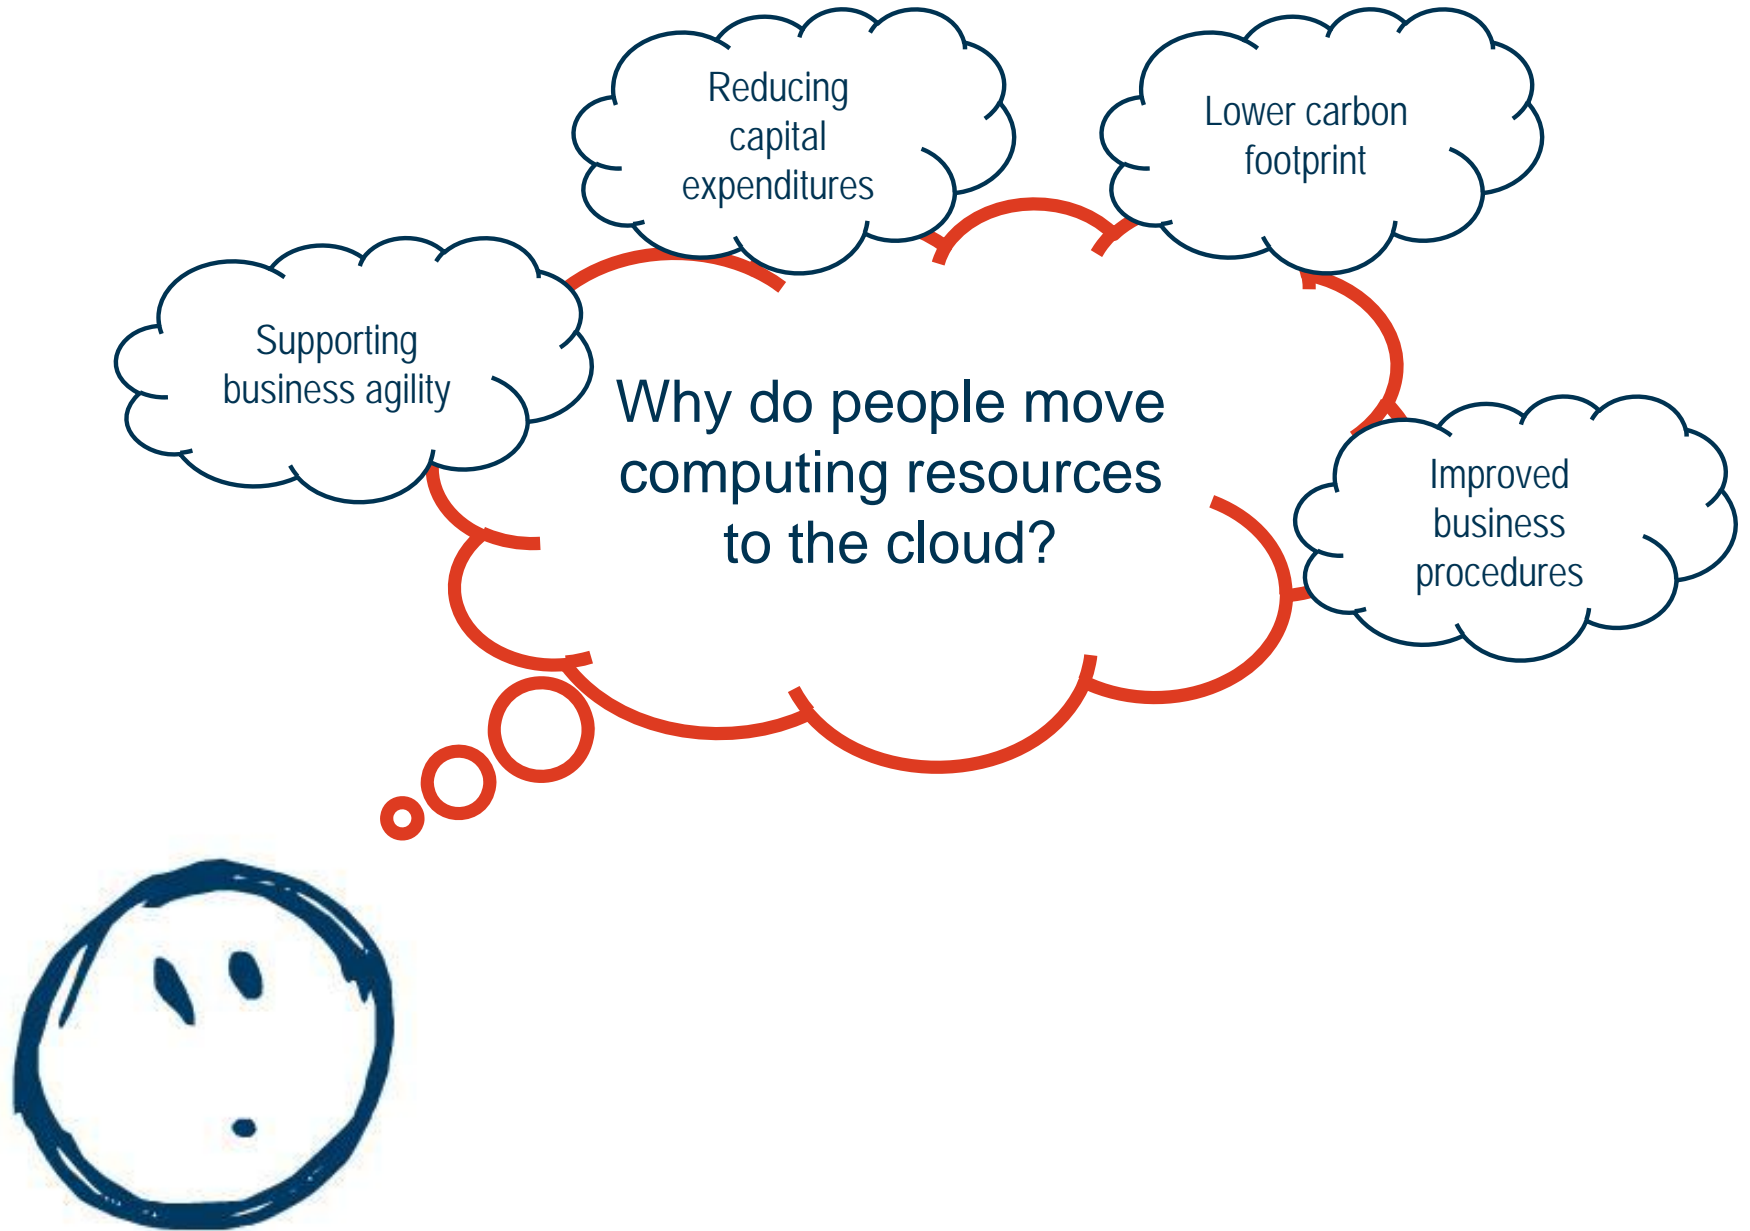 Reducing
capital
expenditures
Lower carbon
footprint
Supporting
business agility
Why do people move
computing resources
to the cloud?
Improved
business
procedures